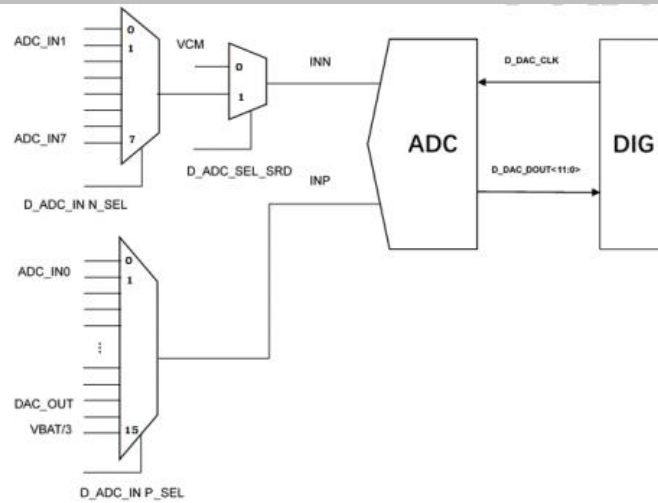 ADC_IN1
0
1
VCM
0
1
INN
D_DAC_CLK
ADC_IN7
7
D_ADC_SEL_SRD
ADC
DIG
D_DAC_DOUT<11:0>
INP
D_ADC_IN N_SEL
ADC_IN0
0
1
⋮
DAC_OUT
VBAT/3
15
D_ADC_IN P_SEL